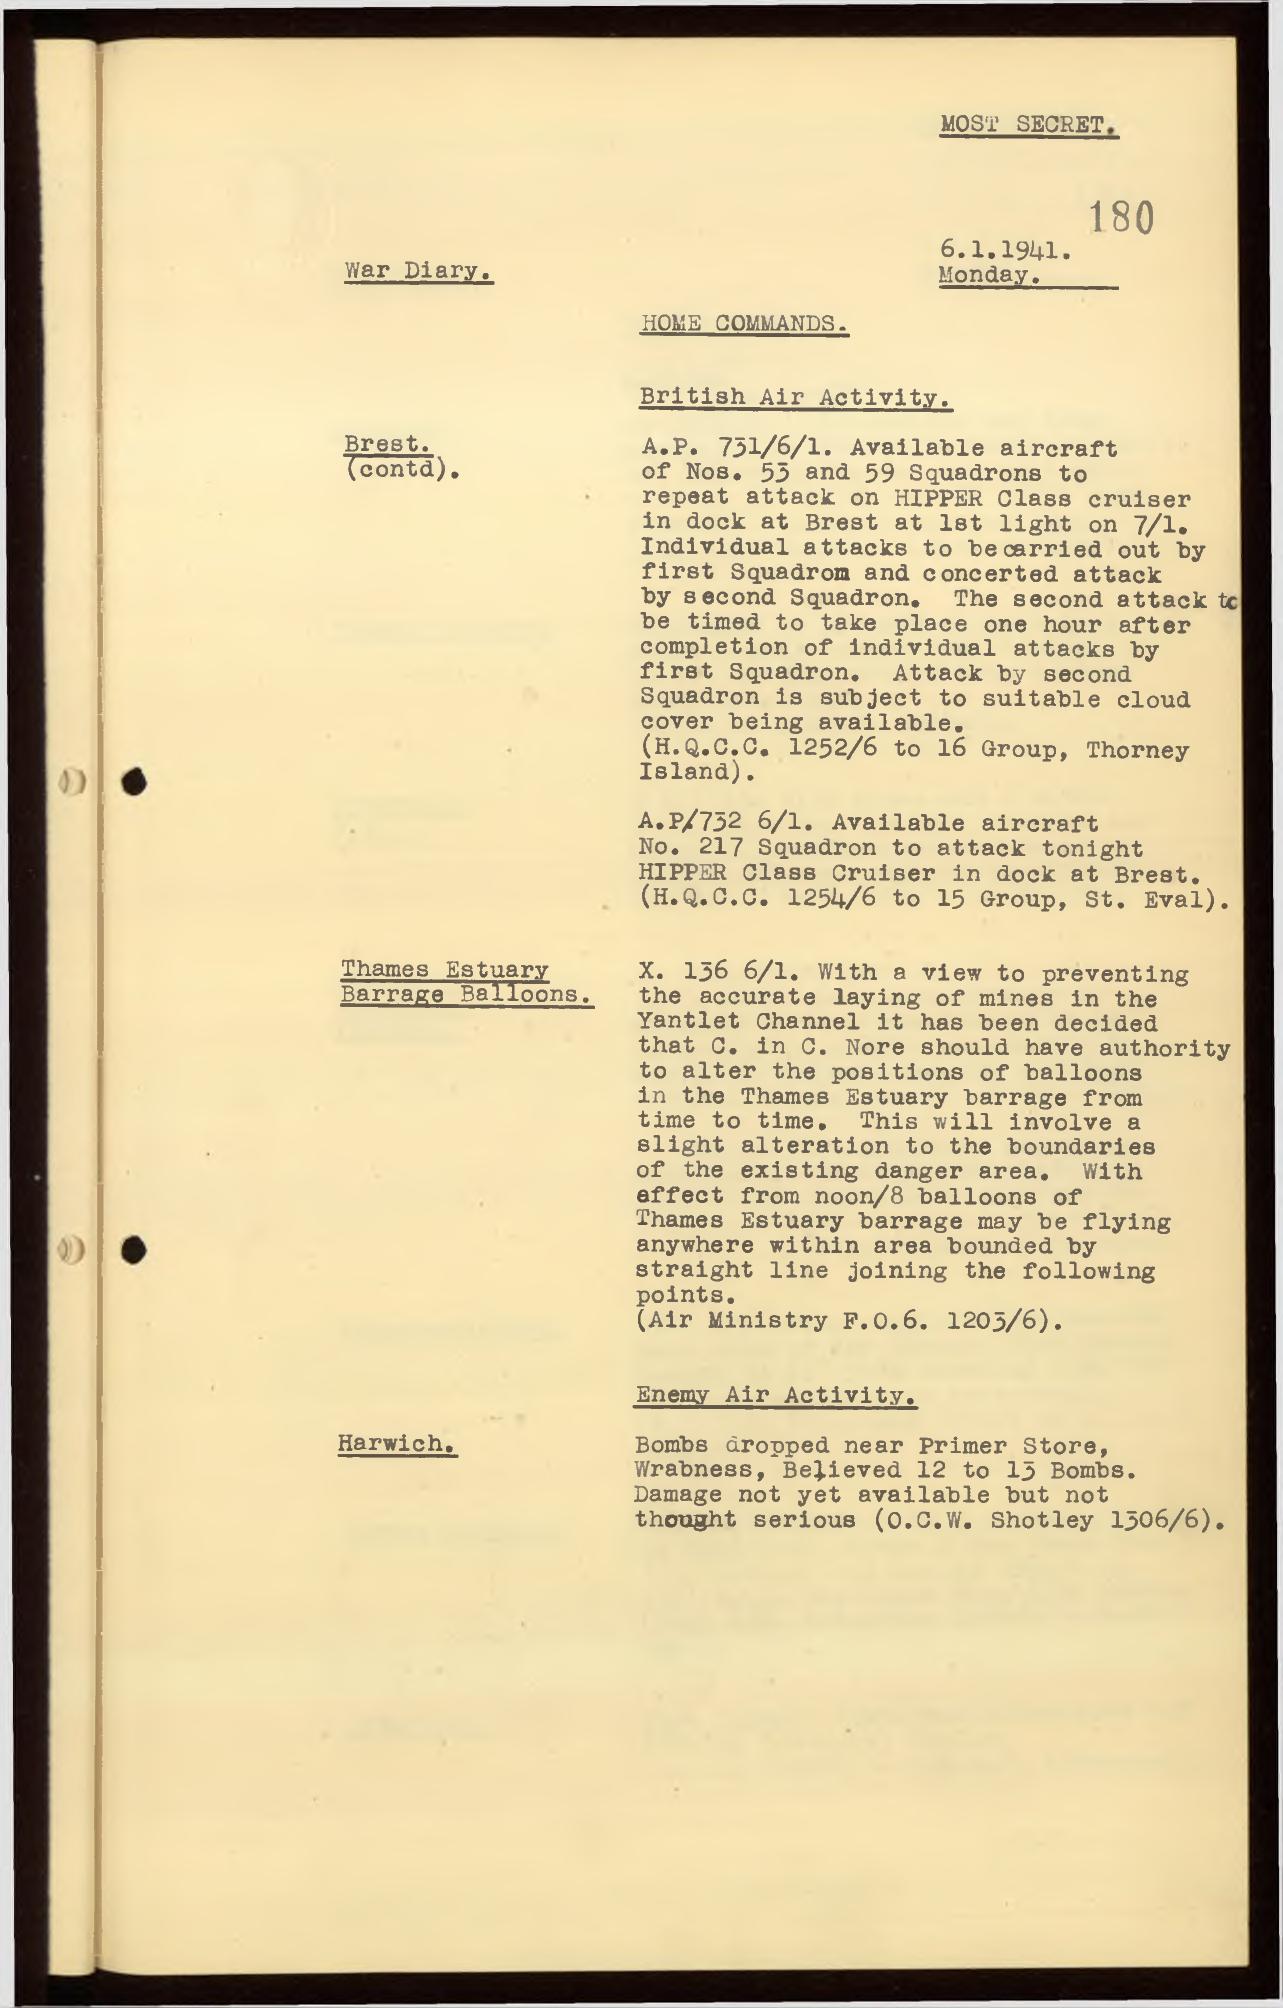 MOST SECRET.
180
6.1.1941.
War Diary.
Monday.
HOME COMMANDS.
British Air Activity.
Brest.
(contd).
A.P. 731/6/1. Available aircraft
of Nos. 53 and 59 Squadrons to
repeat attack on HIPPER Class cruiser
in dock at Brest at 1st light on 7/1.
Individual attacks to be carried out by
first Squadrom and concerted attack
by second Squadron. The second attack to
be timed to take place one hour after
completion of individual attacks by
first Squadron. Attack by second
Squadron is subject to suitable cloud
cover being available.
(H.Q.C.C. 1252/6 to 16 Group, Thorney
Island).
A.P/732 6/1. Available aircraft
No. 217 Squadron to attack tonight
HIPPER Class Cruiser in dock at Brest.
(H.Q.C.C. 1254/6 to 15 Group, St. Eval).
Thames Estuary
Barrage Balloons.
X. 136 6/1. With a view to preventing
the accurate laying of mines in the
Yantlet Channel it has been decided
that C. in C. Nore should have authority
to alter the positions of balloons
in the Thames Estuary barrage from
time to time. This will involve a
slight alteration to the boundaries
of the existing danger area. With
effect from noon/8 balloons of
Thames Estuary barrage may be flying
anywhere within area bounded by
straight line joining the following
points.
(Air Ministry F.O.6. 1203/6).
Enemy Air Activity.
Harwich.
Bombs dropped near Primer Store,
Wrabness, Believed 12 to 13 Bombs.
Damage not yet available but not
thought serious (O.C.W. Shotley 1306/6).